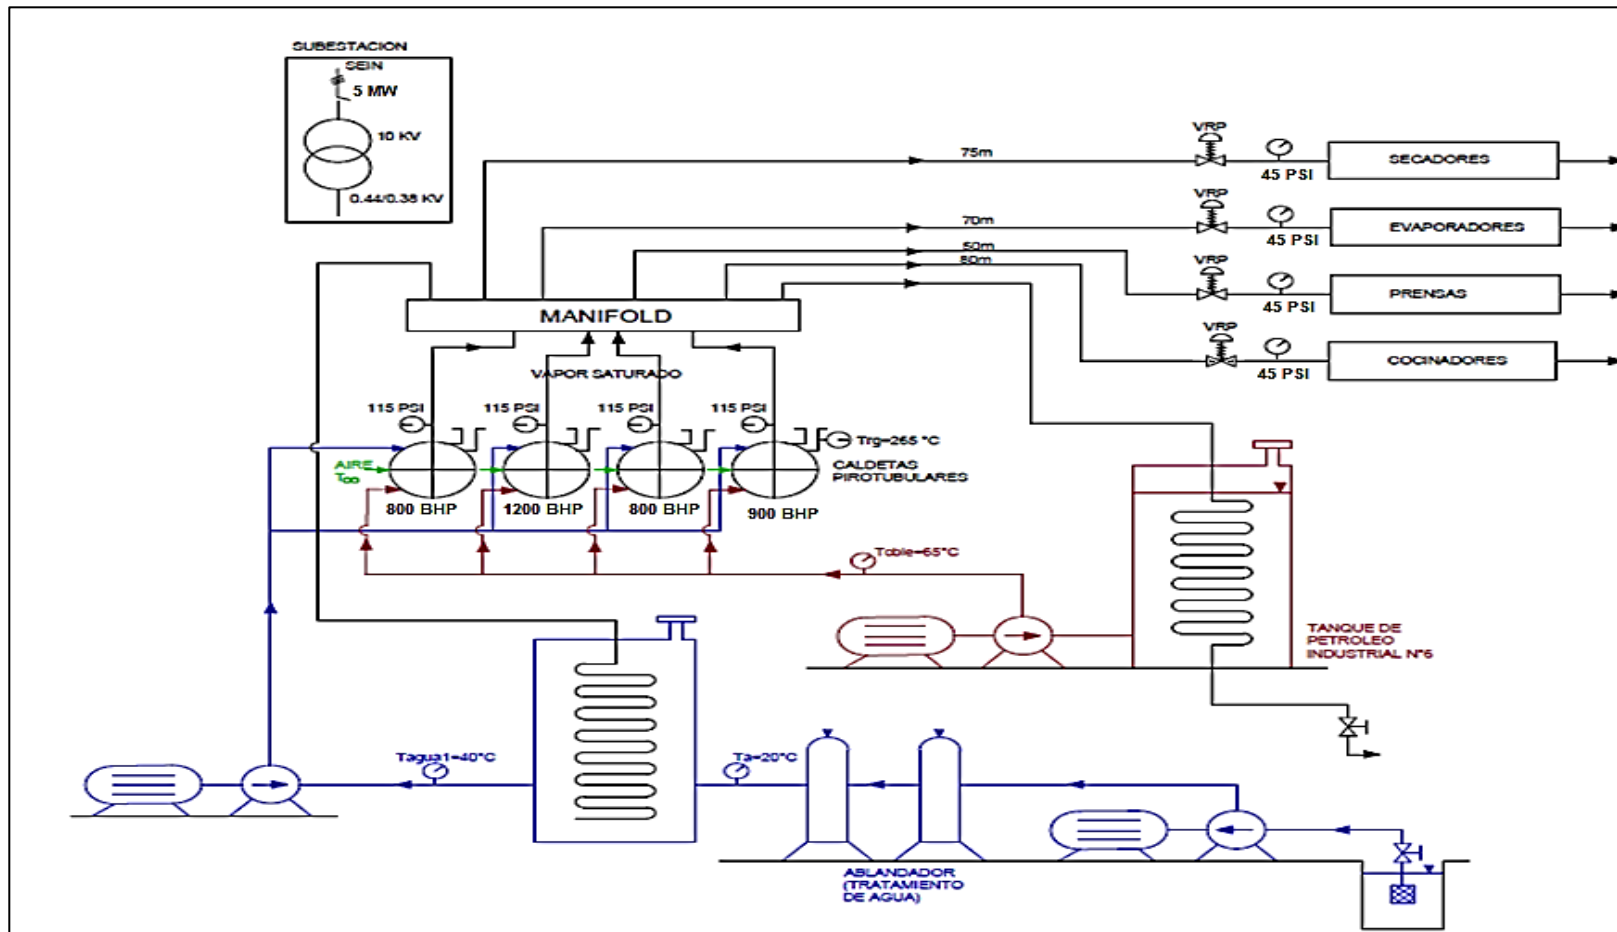 SUBESTACION
SEIN
5 MW
10 KV
0.44/0.38 KV
VRP
75m
45 PSI
SECADORES
VRP
70m
45 PSI
EVAPORADORES
50m
VRP
80m
45 PSI
PRENSAS
MANIFOLD
VRP
45 PSI
COCINADORES
VAPOR SATURADO
115 PSI
115 PSI
115 PSI
115 PSI
Trg=265 °C
AIRE
T∞
CALDETAS
PIROTUBULARES
800 BHP
1200 BHP
800 BHP
900 BHP
Tcble=65°C
TANQUE DE
PETROLEO
INDUSTRIAL N°6
Tagua1=40°C
Ta=20°C
ABLANDADOR
(TRATAMIENTO
DE AGUA)